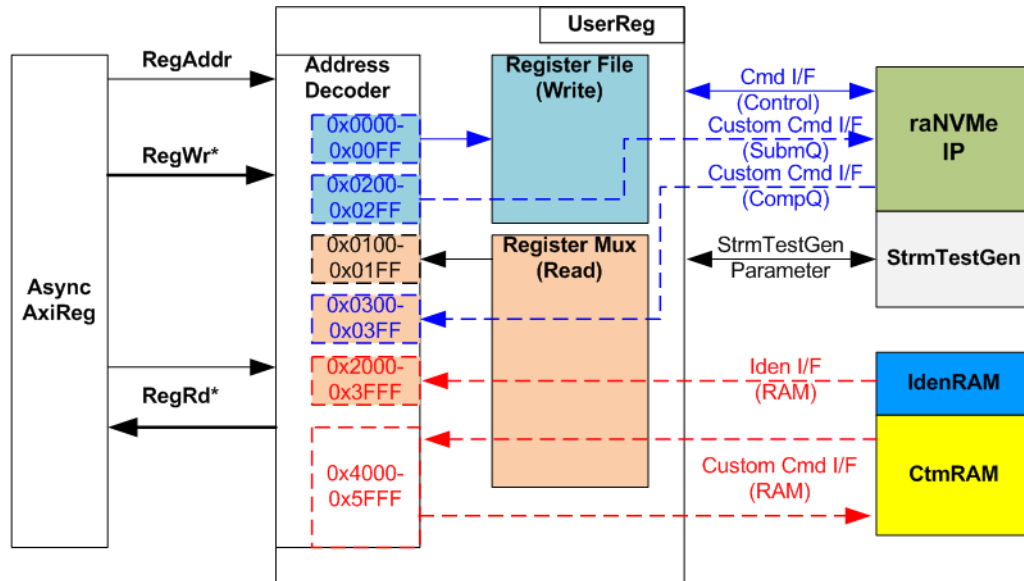 UserReg
RegAddr
RegWr*
Async
AxiReg
RegRd*
Address
Decoder
0x0000-
0x00FF
0x0200-
0x02FF
0x0100-
0x01FF
0x0300-
0x03FF
0x2000-
0x3FFF
0x4000-
0x5FFF
Register File
(Write)
Register Mux
(Read)
Cmd I/F
(Control)
Custom Cmd I/F
(SubmQ)
Custom Cmd I/F
(CompQ)
StrmTestGen
Parameter
Iden I/F
(RAM)
Custom Cmd I/F
(RAM)
raNVMe
IP
StrmTestGen
IdenRAM
CtmRAM